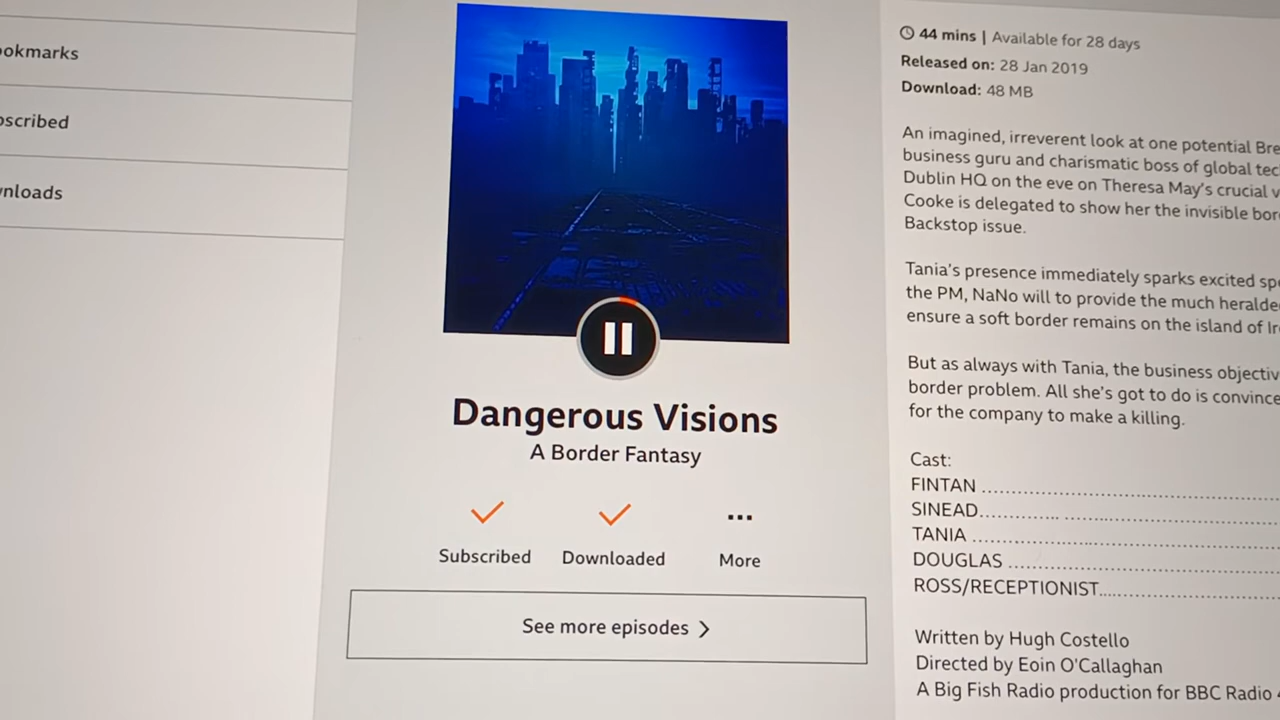 ookmarks
bscribed
wnloads
Dangerous Visions
A Border Fantasy
Subscribed
Downloaded
More
See more episodes
44 mins | Available for 28 days
Released on: 28 Jan 2019
Download: 48 MB
An imagined, irreverent look at one potential Bre
business guru and charismatic boss of global tec
Dublin HQ on the eve on Theresa May's crucial v
Cooke is delegated to show her the invisible bor
Backstop issue.
Tania's presence immediately sparks excited sp
the PM, NaNo will to provide the much heralde
ensure a soft border remains on the island of Ir
But as always with Tania, the business objectiv
border problem. All she's got to do is convince
for the company to make a killing.
Cast:
FINTAN ........................................
SINEAD............. ...........................
TANIA ..........................................
DOUGLAS .....................................
ROSS/RECEPTIONIST.........................
Written by Hugh Costello
Directed by Eoin O'Callaghan
A Big Fish Radio production for BBC Radio 4